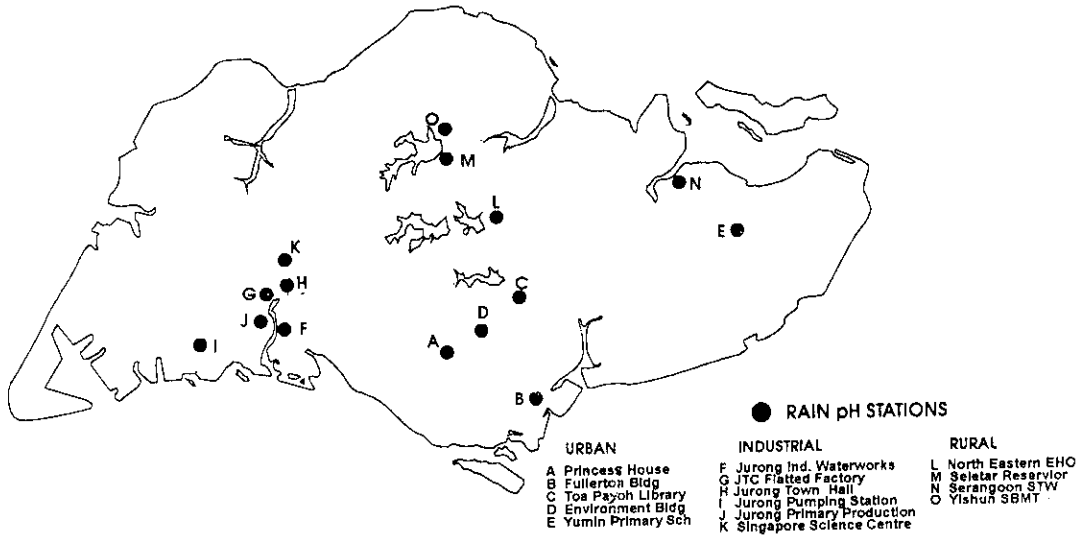 O
M
L
N
E
K
H
G
C
J
F
D
I
A
B
RAIN pH STATIONS
URBAN
A Princess House
B Fullerton Bldg
C Toa Payoh Library
D Environment Bldg
E Yumin Primary Sch
INDUSTRIAL
F Jurong Ind. Waterworks
G JTC Flatted Factory
H Jurong Town Hall
I Jurong Pumping Station
J Jurong Primary Production
K Singapore Science Centre
RURAL
L North Eastern EHO
M Seletar Reservior
N Serangoon STW
O Yishun SBMT